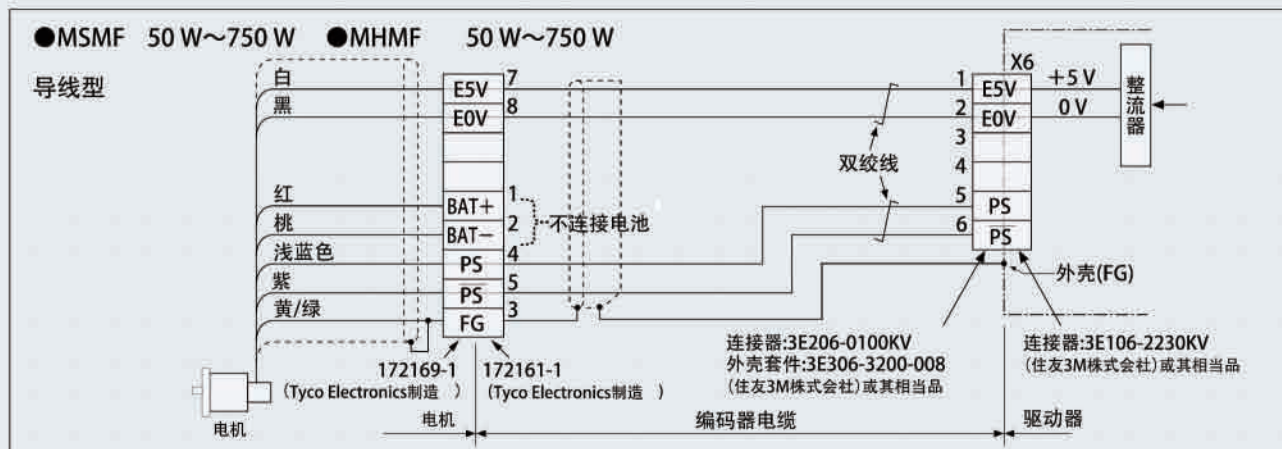 ●MSMF 50 W～750 W ●MHMF 50 W～750 W
导线型
白
黑
红
桃
浅蓝色
紫
黄/绿
E5V
E0V
BAT+
BAT−
PS
P̅S̅
FG
7
8
1
2
4
5
3
不连接电池
双绞线
1
2
3
4
5
6
X6
E5V
E0V
PS
P̅S̅
+5 V
0 V
整流器
外壳(FG)
172169-1
(Tyco Electronics制造 )
172161-1
(Tyco Electronics制造 )
连接器:3E206-0100KV
外壳套件:3E306-3200-008
(住友3M株式会社)或其相当品
连接器:3E106-2230KV
(住友3M株式会社)或其相当品
电机
电机
编码器电缆
驱动器